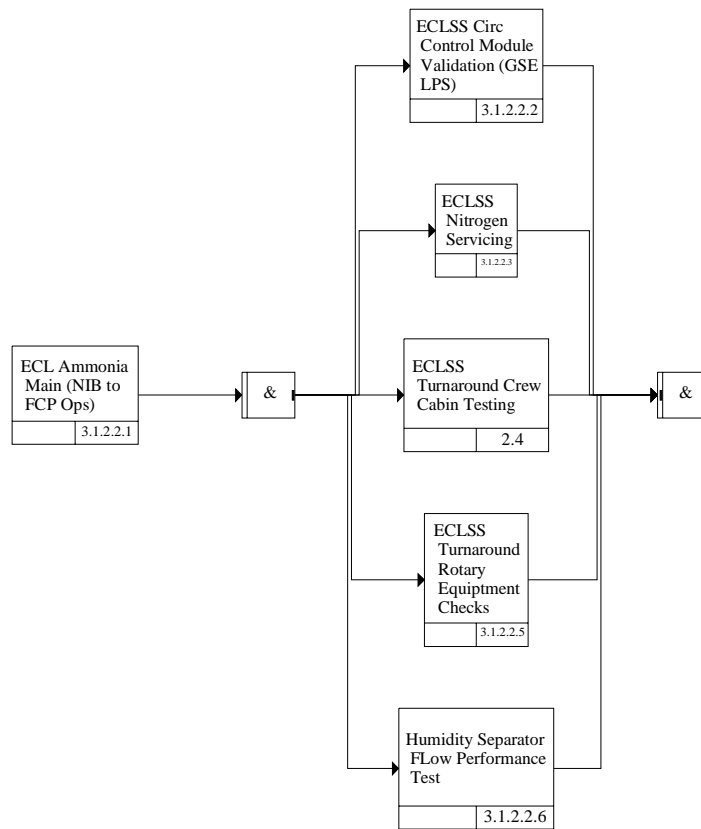 ECLSS Circ
Control Module
Validation (GSE
LPS)
3.1.2.2.2
ECLSS
Nitrogen
Servicing
3.1.2.2.3
ECL Ammonia
Main (NIB to
FCP Ops)
3.1.2.2.1
&
ECLSS
Turnaround Crew
Cabin Testing
2.4
&
ECLSS
Turnaround
Rotary
Equiptment
Checks
3.1.2.2.5
Humidity Separator
FLow Performance
Test
3.1.2.2.6